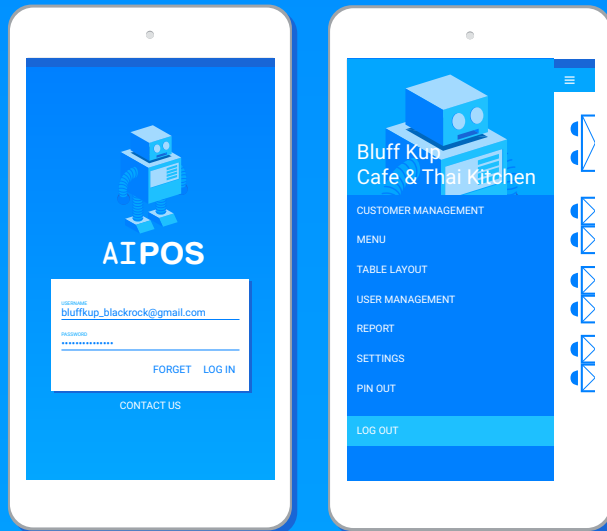 AIPOS
USERNAME
bluffkup_blackrock@gmail.com
PASSWORD
•••••••••••••••
FORGET LOG IN
CONTACT US
Bluff Kup
Cafe & Thai Kitchen
CUSTOMER MANAGEMENT
MENU
TABLE LAYOUT
USER MANAGEMENT
REPORT
SETTINGS
PIN OUT
LOG OUT